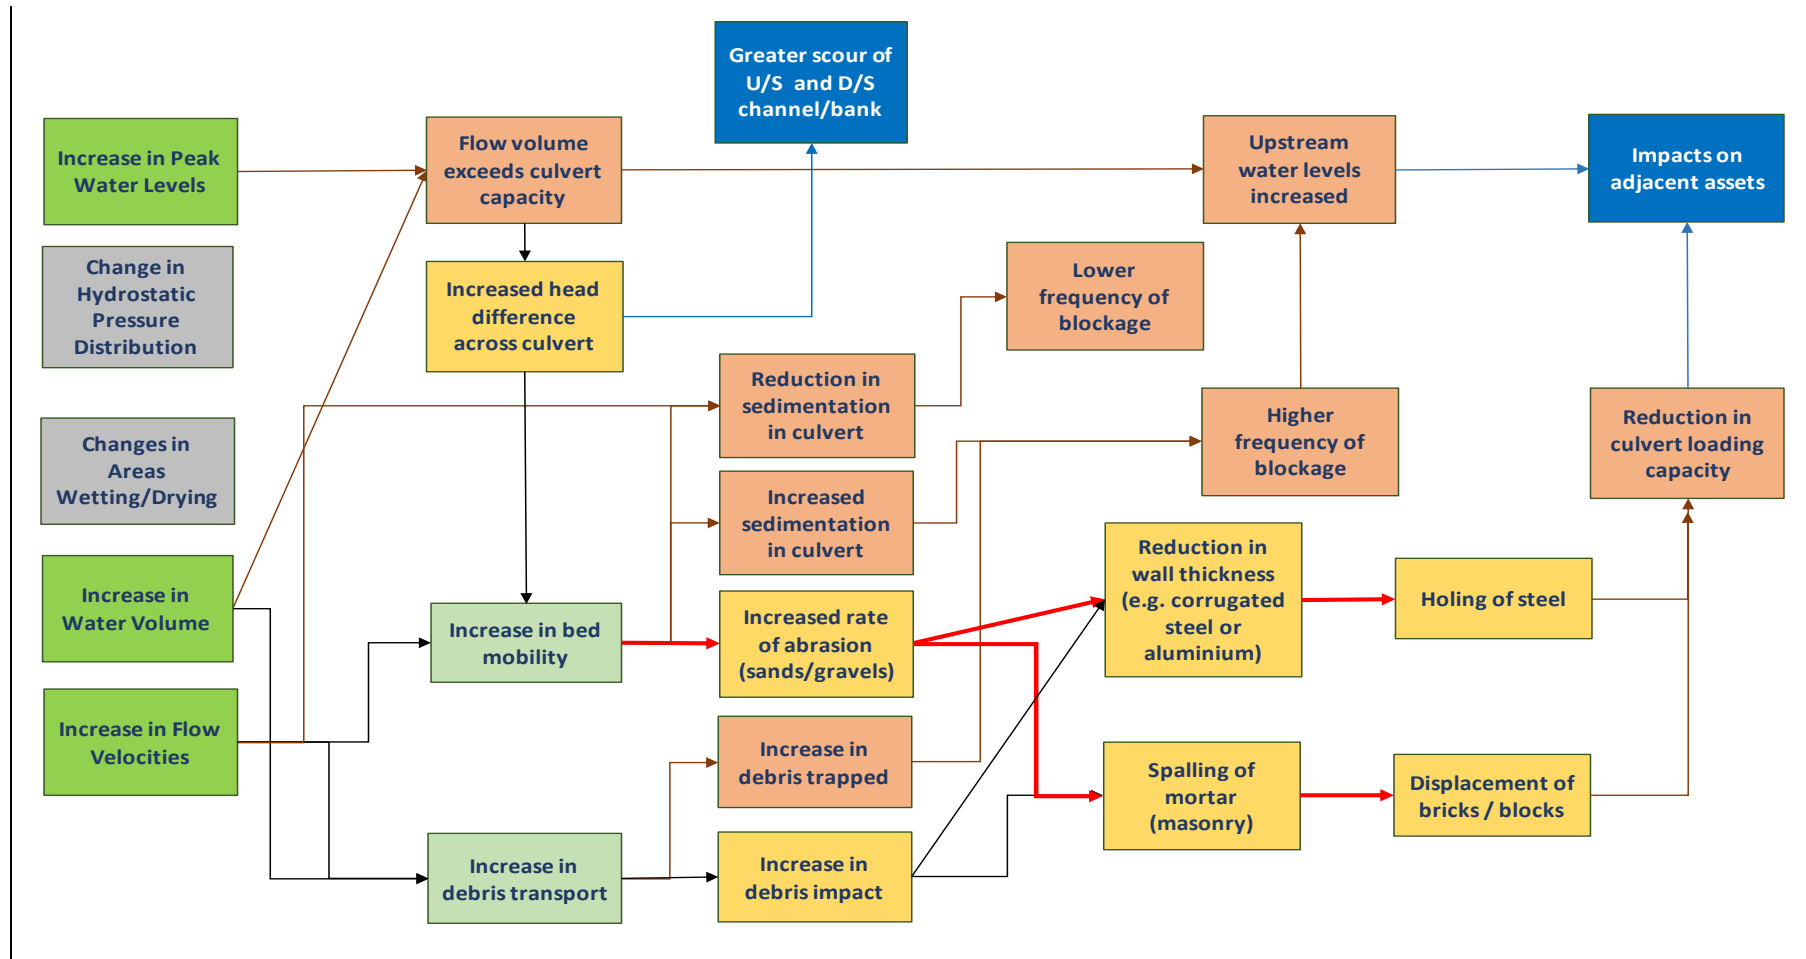 Greater scour of
U/S and D/S
channel/bank
Increase in Peak
Water Levels
Flow volume
exceeds culvert
capacity
Upstream
water levels
increased
Impacts on
adjacent assets
Change in
Hydrostatic
Pressure
Distribution
Increased head
difference
across culvert
Lower
frequency of
blockage
Reduction in
sedimentation
in culvert
Higher
frequency of
blockage
Reduction in
culvert loading
capacity
Changes in
Areas
Wetting/Drying
Increased
sedimentation
in culvert
Increase in
Water Volume
Increase in bed
mobility
Increased rate
of abrasion
(sands/gravels)
Reduction in
wall thickness
(e.g. corrugated
steel or
aluminium)
Holing of steel
Increase in Flow
Velocities
Increase in
debris trapped
Spalling of
mortar
(masonry)
Displacement of
bricks / blocks
Increase in
debris transport
Increase in
debris impact